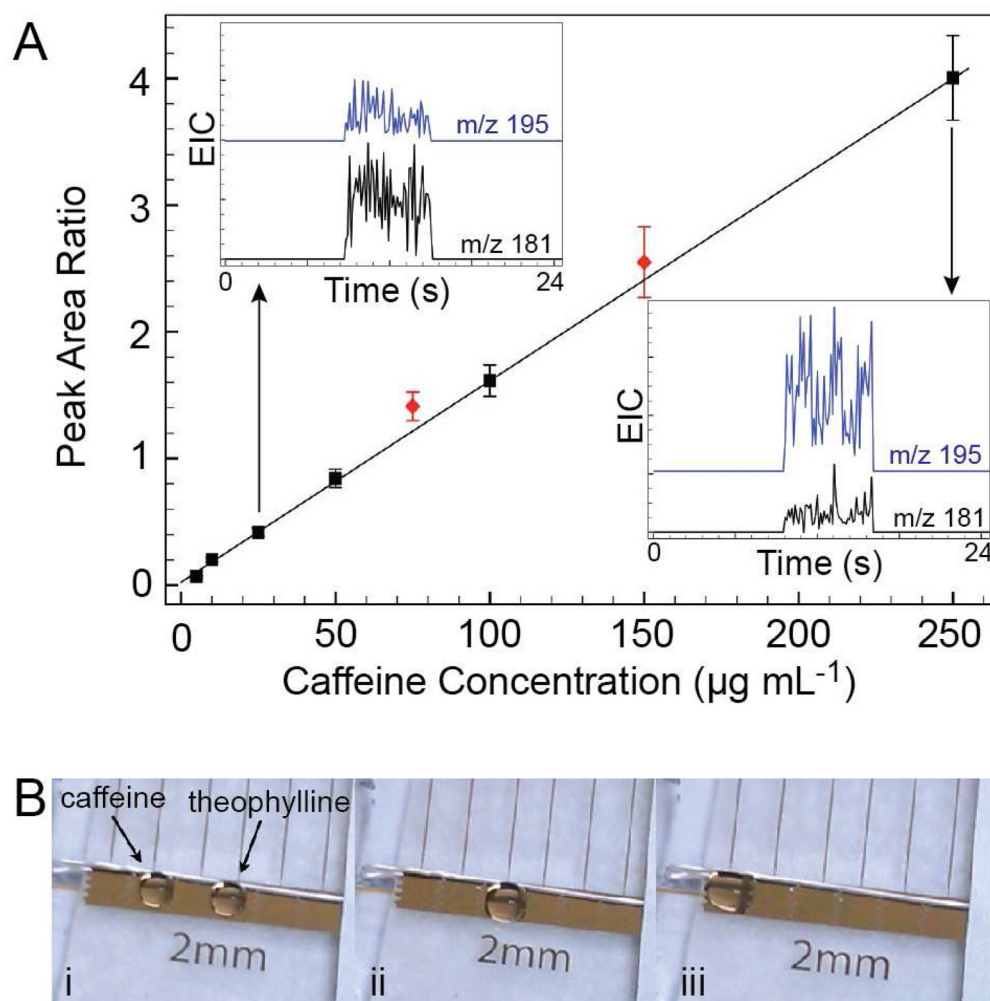 A
4
3
2
1
0
Peak Area Ratio
0 50 100 150 200 250
Caffeine Concentration (µg mL⁻¹)
EIC
m/z 195
m/z 181
0 24
Time (s)
EIC
m/z 195
m/z 181
0 24
Time (s)
B
caffeine theophylline
2mm
i
ii
2mm
iii
2mm